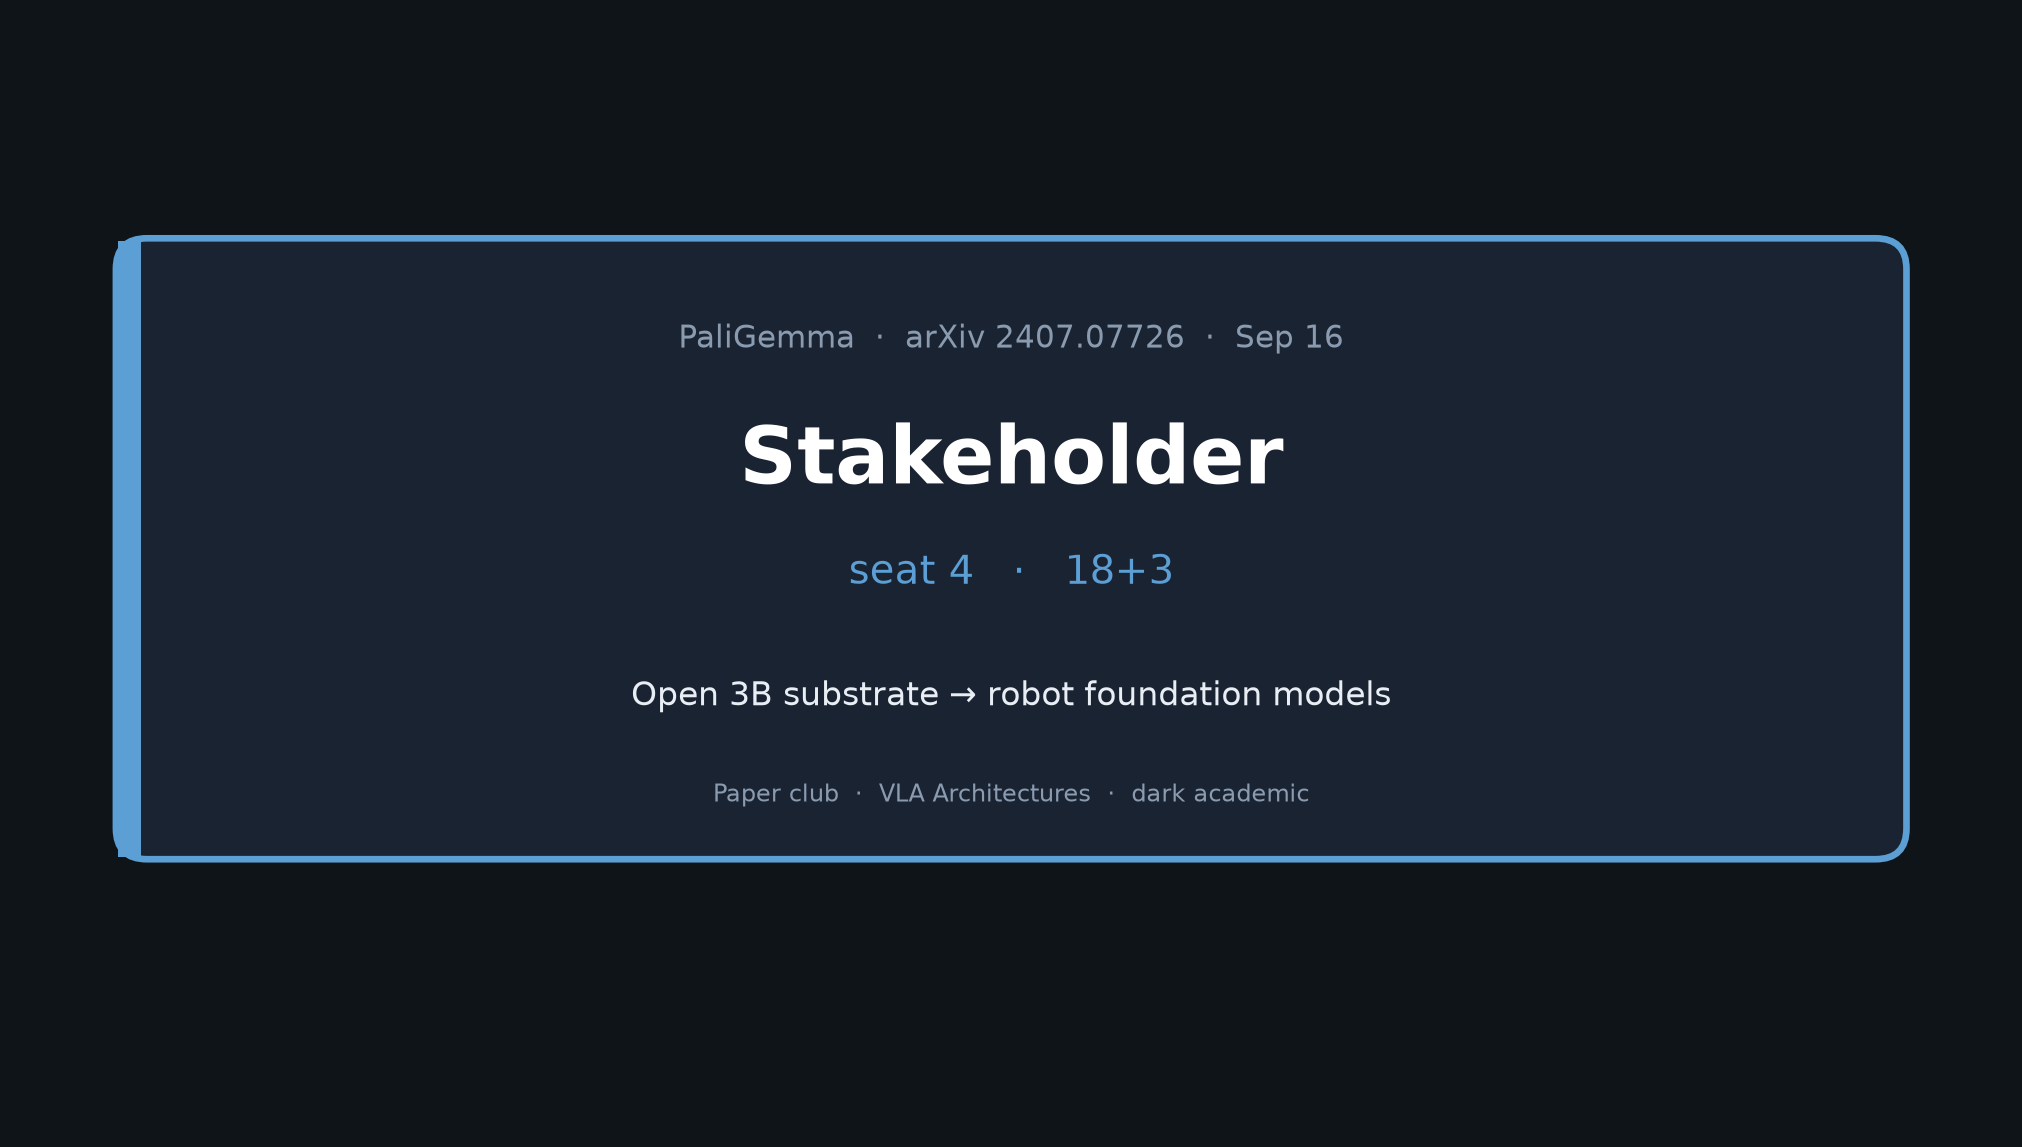 PaliGemma · arXiv 2407.07726 · Sep 16
Stakeholder
seat 4 · 18+3
Open 3B substrate → robot foundation models
Paper club · VLA Architectures · dark academic